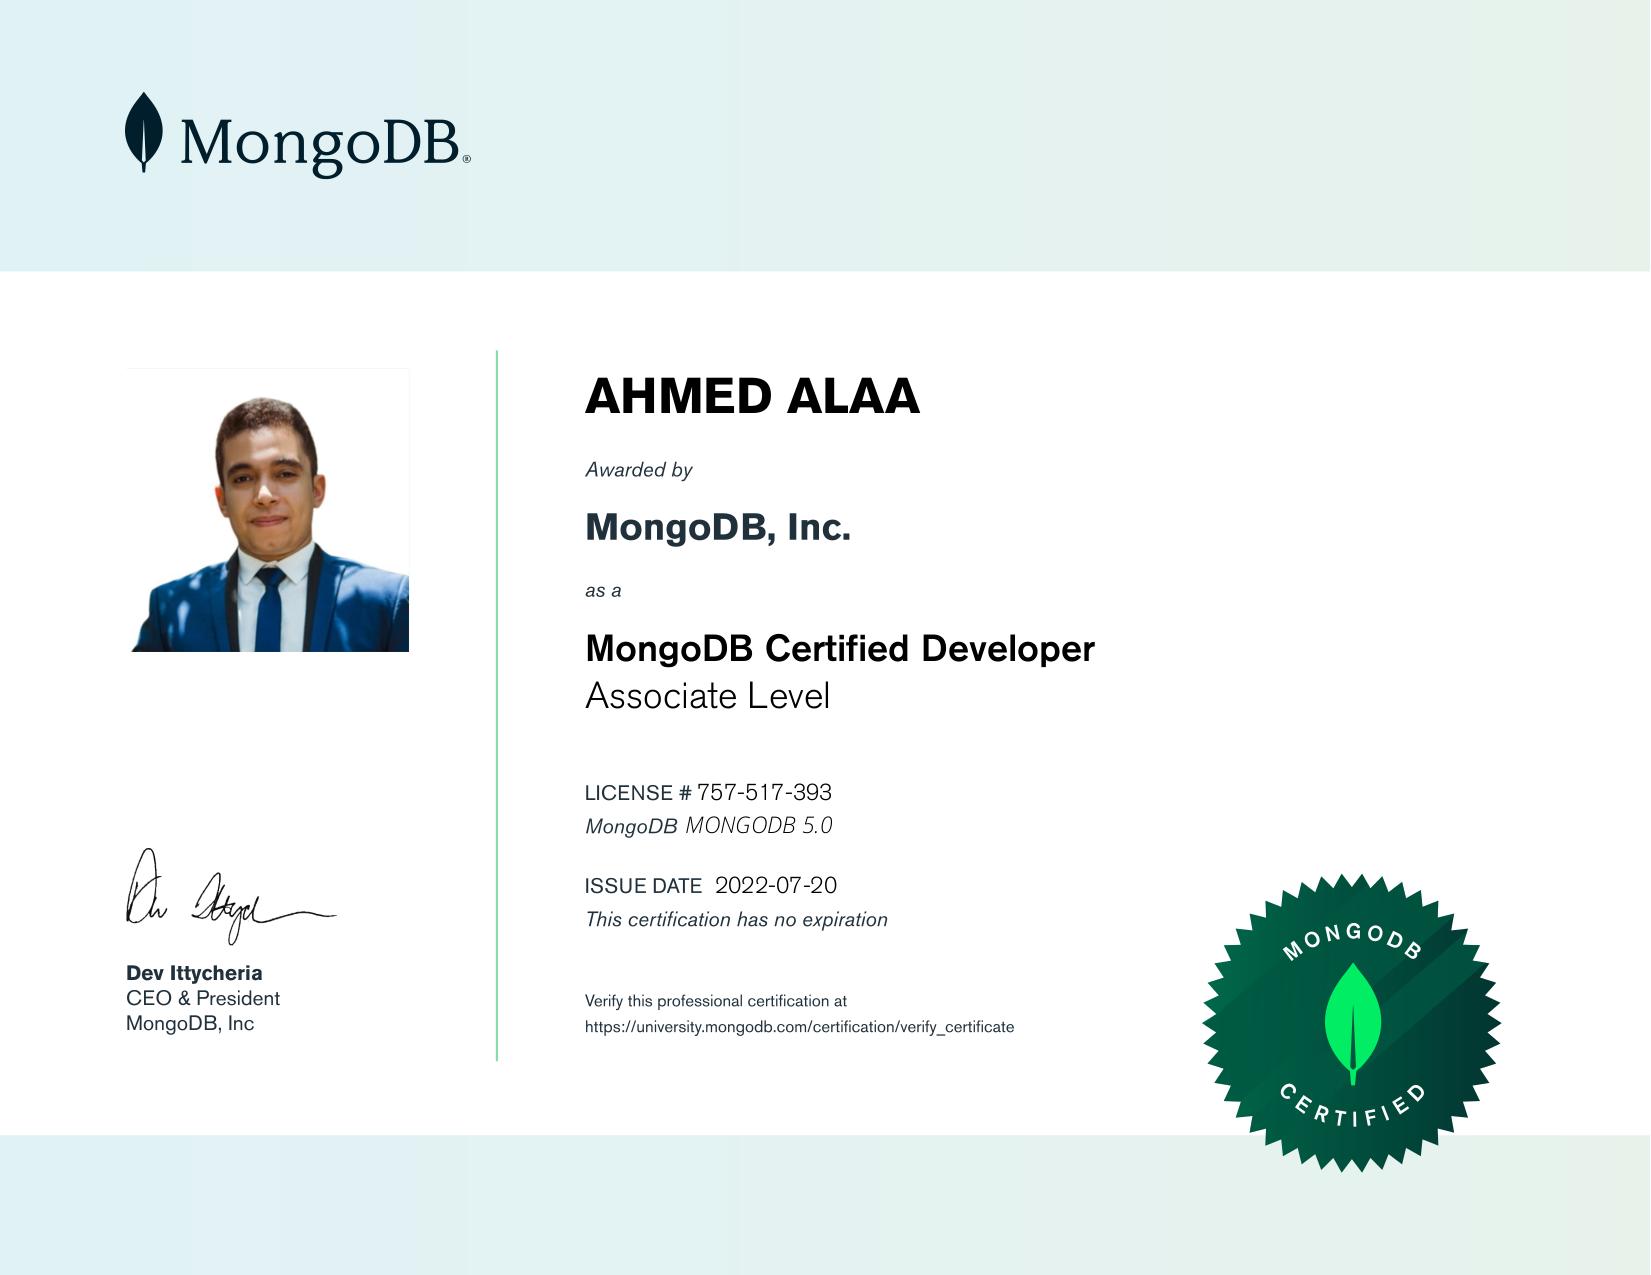 MongoDB®
AHMED ALAA
Awarded by
MongoDB, Inc.
as a
MongoDB Certified Developer
Associate Level
LICENSE # 757-517-393
MongoDB MONGODB 5.0
ISSUE DATE 2022-07-20
This certification has no expiration
Verify this professional certification at
https://university.mongodb.com/certification/verify_certificate
Dev Ittycheria
CEO & President
MongoDB, Inc
MONGODB
CERTIFIED